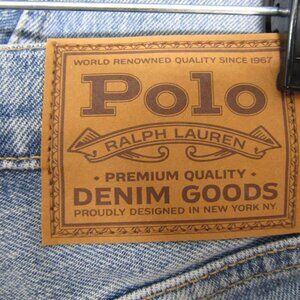 WORLD RENOWNED QUALITY SINCE 1967
Polo
RALPH LAUREN
• PREMIUM QUALITY •
DENIM GOODS
PROUDLY DESIGNED IN NEW YORK NY.